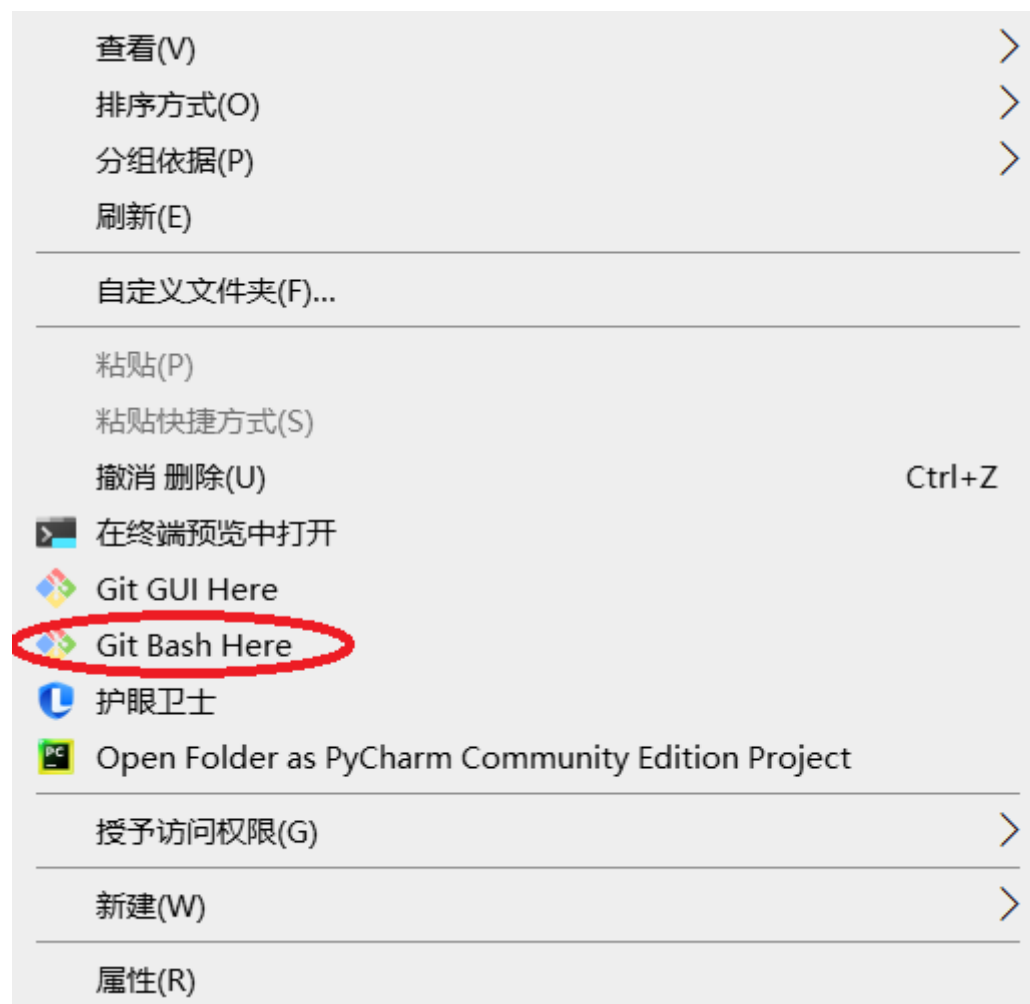 查看(V)
排序方式(O)
分组依据(P)
刷新(E)
自定义文件夹(F)...
粘贴(P)
粘贴快捷方式(S)
撤消 删除(U) Ctrl+Z
在终端预览中打开
Git GUI Here
Git Bash Here
护眼卫士
PC Open Folder as PyCharm Community Edition Project
授予访问权限(G)
新建(W)
属性(R)